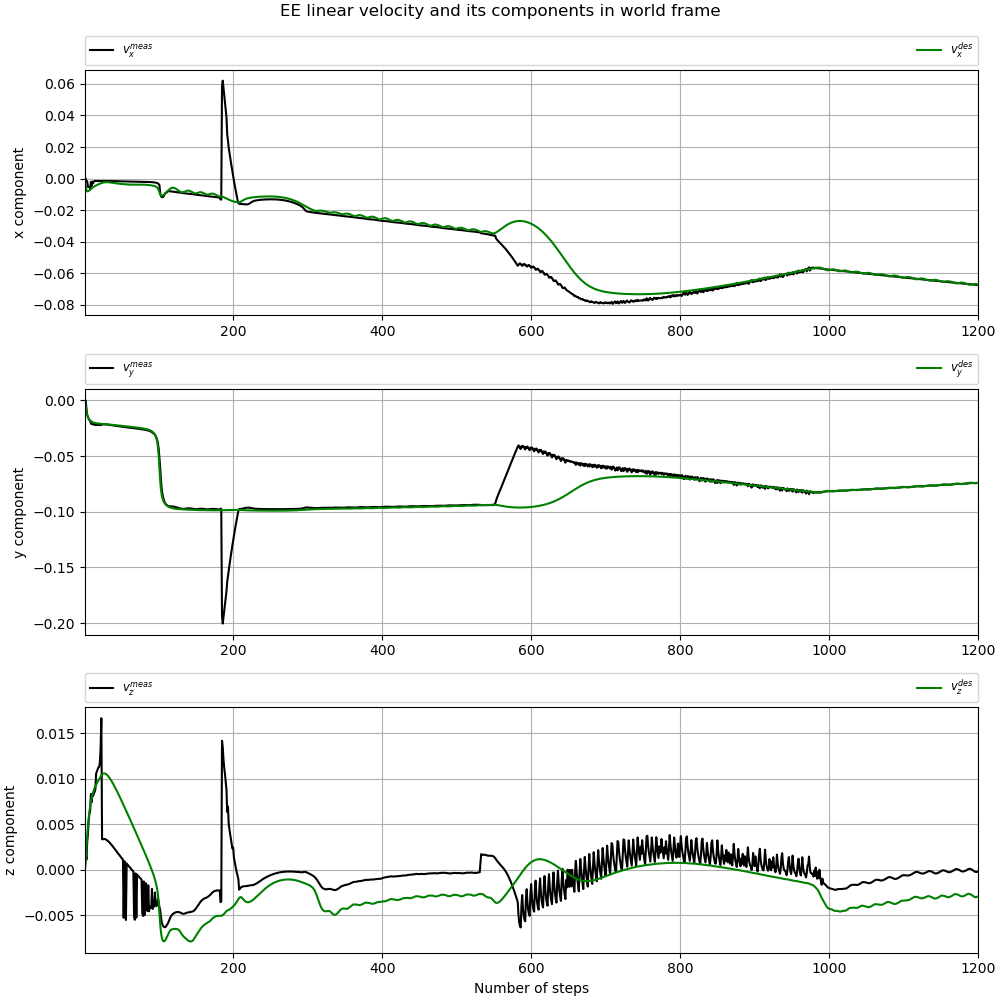 EE linear velocity and its components in world frame
v_x^meas v_x^des
0.06
0.04
0.02
0.00
−0.02
−0.04
−0.06
−0.08
x component
200 400 600 800 1000 1200
v_y^meas v_y^des
0.00
−0.05
−0.10
−0.15
−0.20
y component
200 400 600 800 1000 1200
v_z^meas v_z^des
0.015
0.010
0.005
0.000
−0.005
z component
200 400 600 800 1000 1200
Number of steps